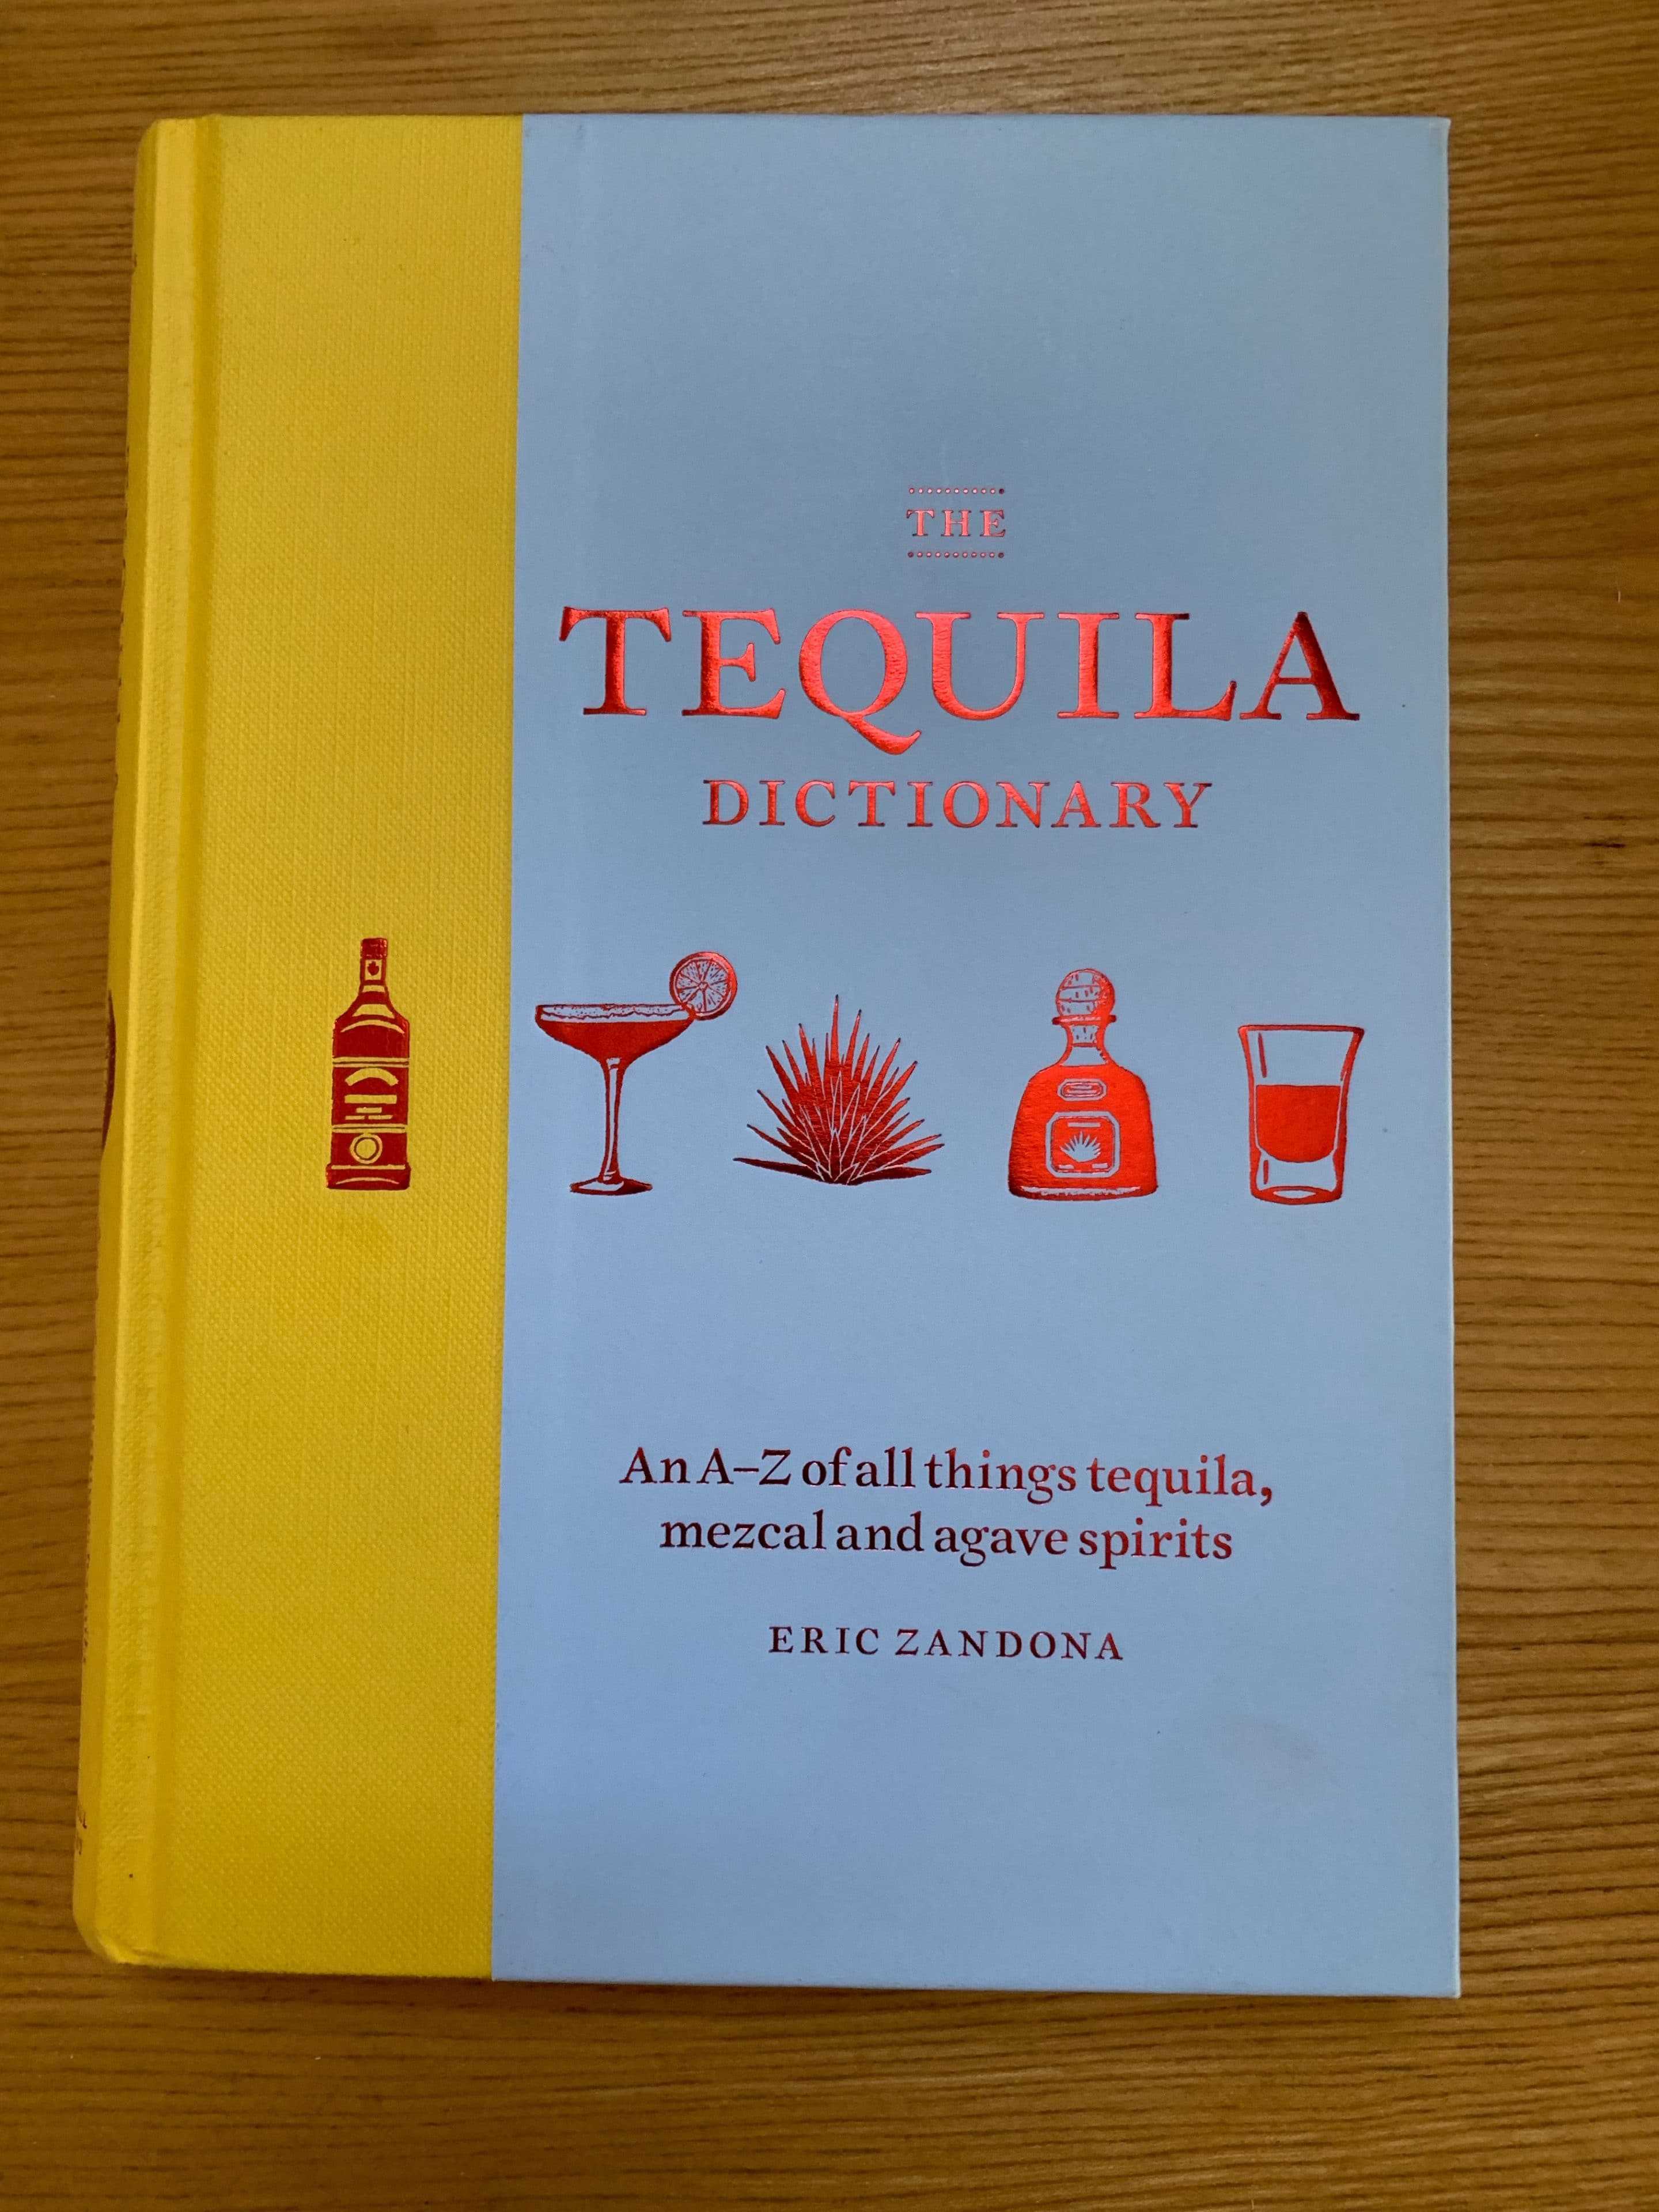 THE
TEQUILA
DICTIONARY
An A–Z of all things tequila,
mezcal and agave spirits
ERIC ZANDONA